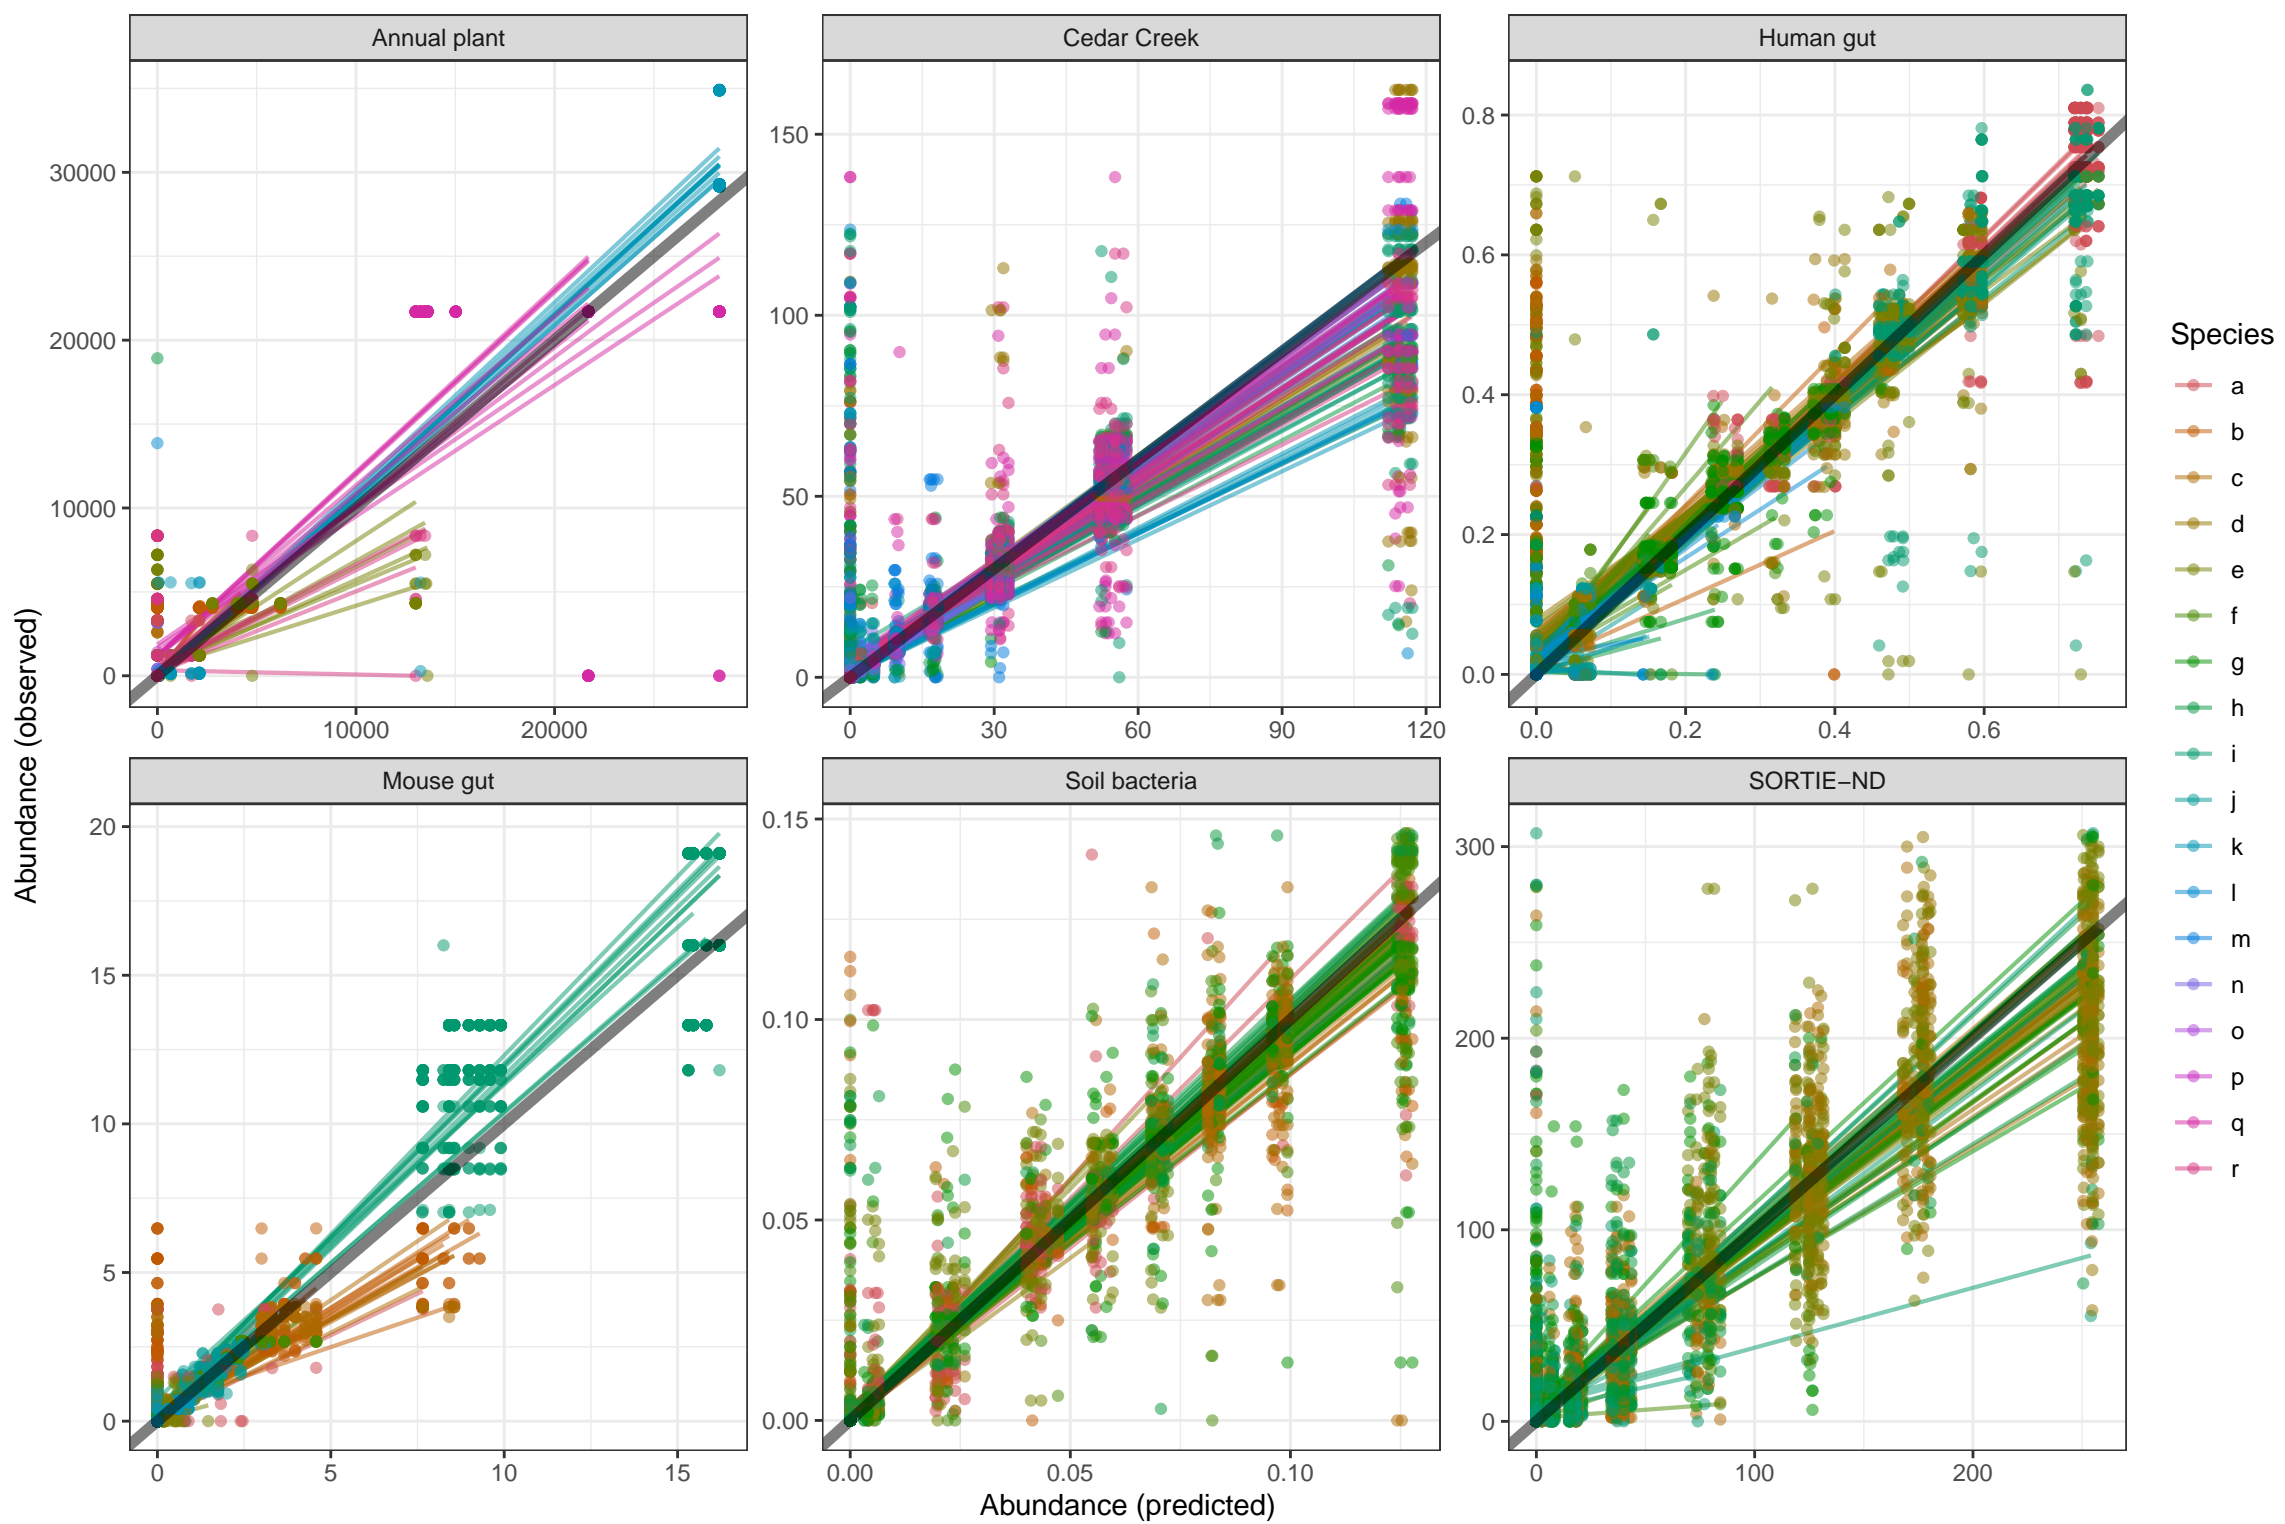 Annual plant
Cedar Creek
Human gut
30000
20000
10000
0
0
10000
20000
150
100
50
0
0
30
60
90
120
0.8
0.6
0.4
0.2
0.0
0.0
0.2
0.4
0.6
Mouse gut
Soil bacteria
SORTIE−ND
20
15
10
5
0
0
5
10
15
0.15
0.10
0.05
0.00
0.00
0.05
0.10
300
200
100
0
0
100
200
Abundance (observed)
Abundance (predicted)
Species
a
b
c
d
e
f
g
h
i
j
k
l
m
n
o
p
q
r